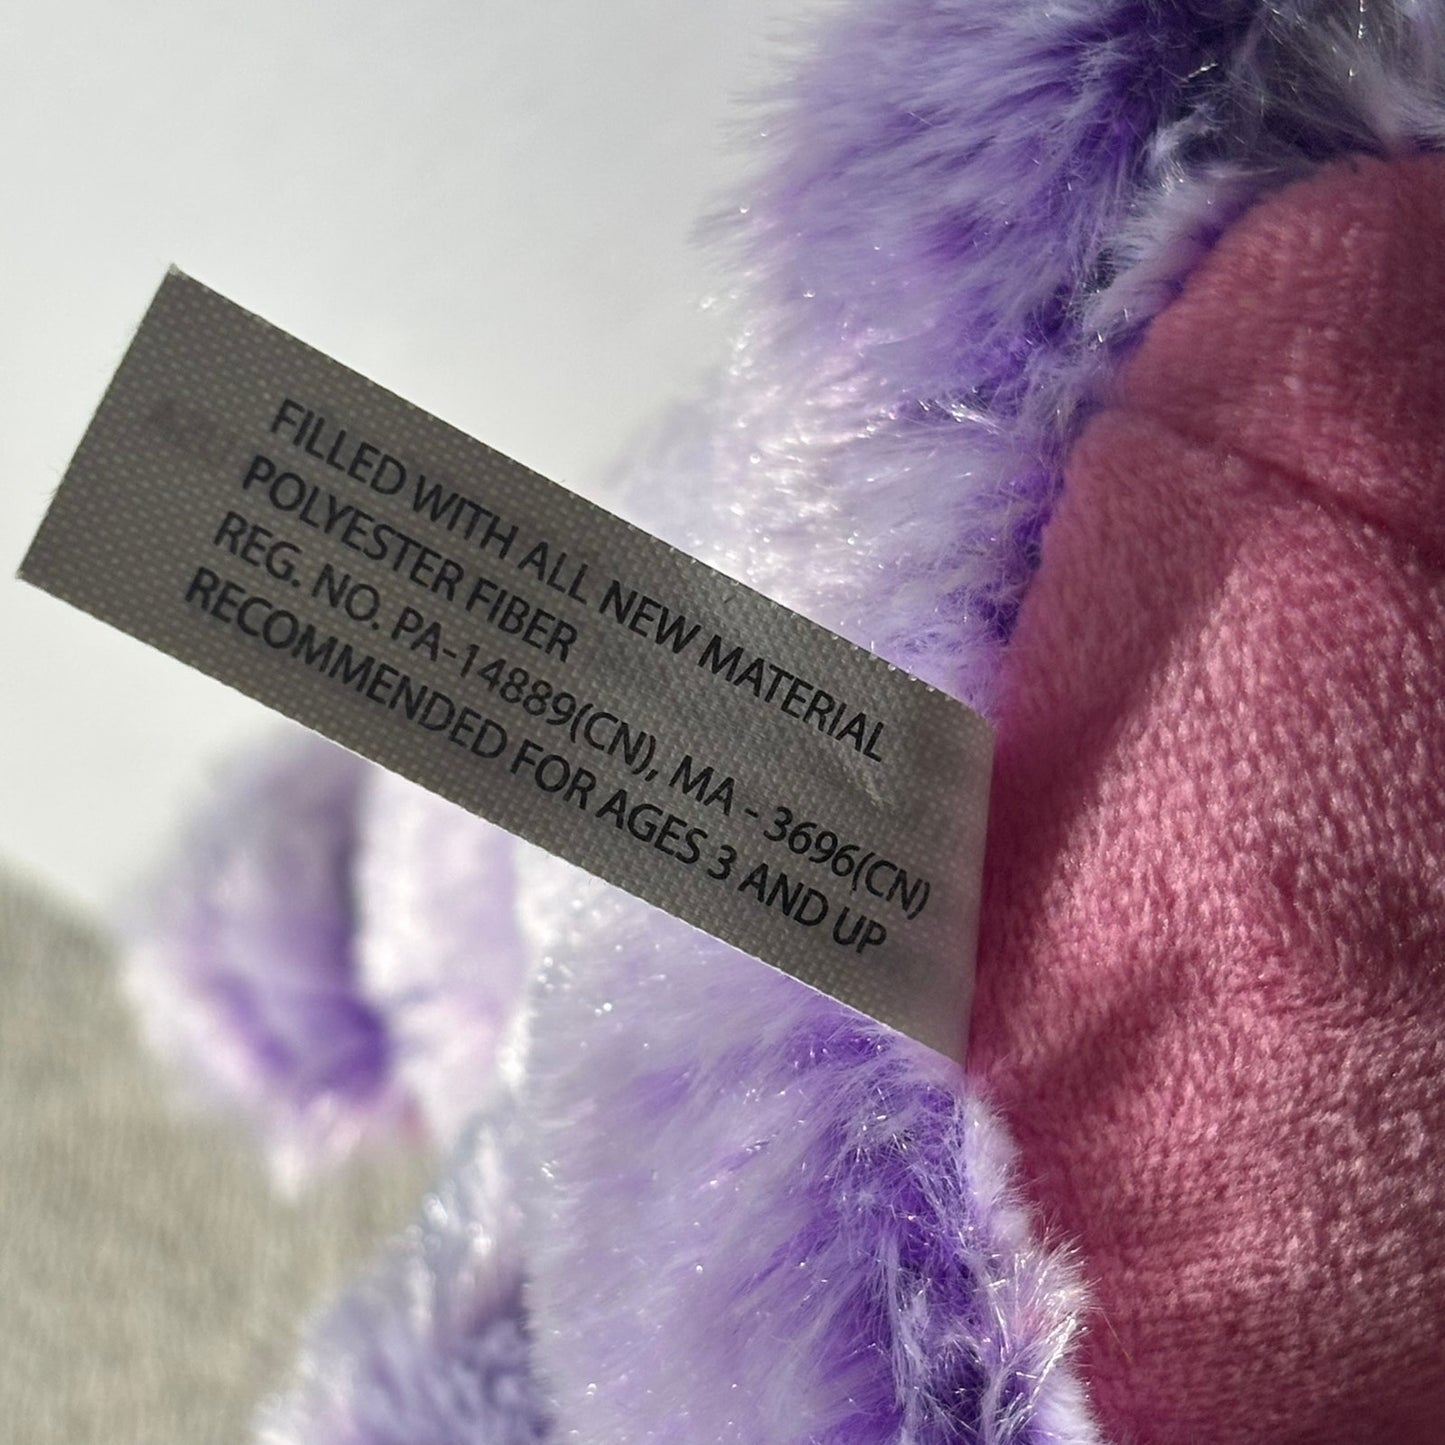 FILLED WITH ALL NEW MATERIAL
POLYESTER FIBER
REG. NO. PA-14889(CN), MA - 3696(CN)
RECOMMENDED FOR AGES 3 AND UP